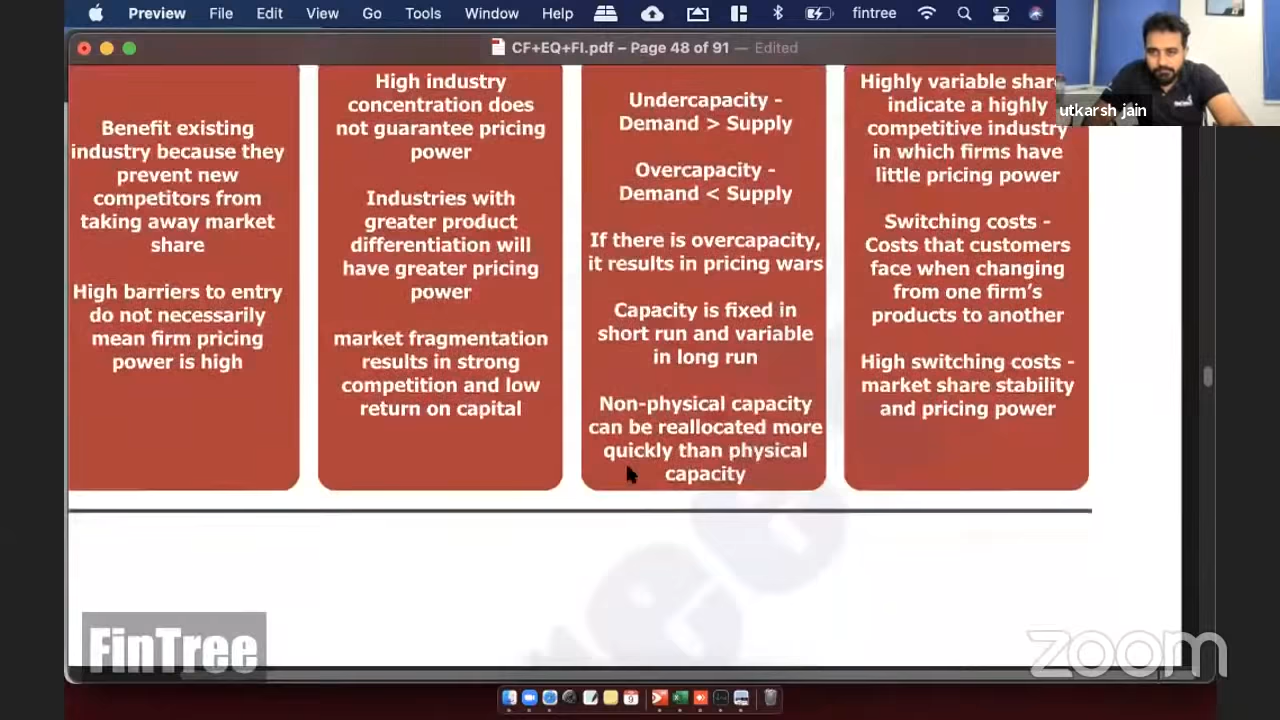 Preview File Edit View Go Tools Window Help fintree
CF+EQ+FI.pdf – Page 48 of 91 — Edited
utkarsh jain
Benefit existing
industry because they
prevent new
competitors from
taking away market
share
High barriers to entry
do not necessarily
mean firm pricing
power is high
High industry
concentration does
not guarantee pricing
power
Industries with
greater product
differentiation will
have greater pricing
power
market fragmentation
results in strong
competition and low
return on capital
Undercapacity -
Demand > Supply
Overcapacity -
Demand < Supply
If there is overcapacity,
it results in pricing wars
Capacity is fixed in
short run and variable
in long run
Non-physical capacity
can be reallocated more
quickly than physical
capacity
Highly variable share
indicate a highly
competitive industry
in which firms have
little pricing power
Switching costs -
Costs that customers
face when changing
from one firm's
products to another
High switching costs -
market share stability
and pricing power
FinTree
zoom
9